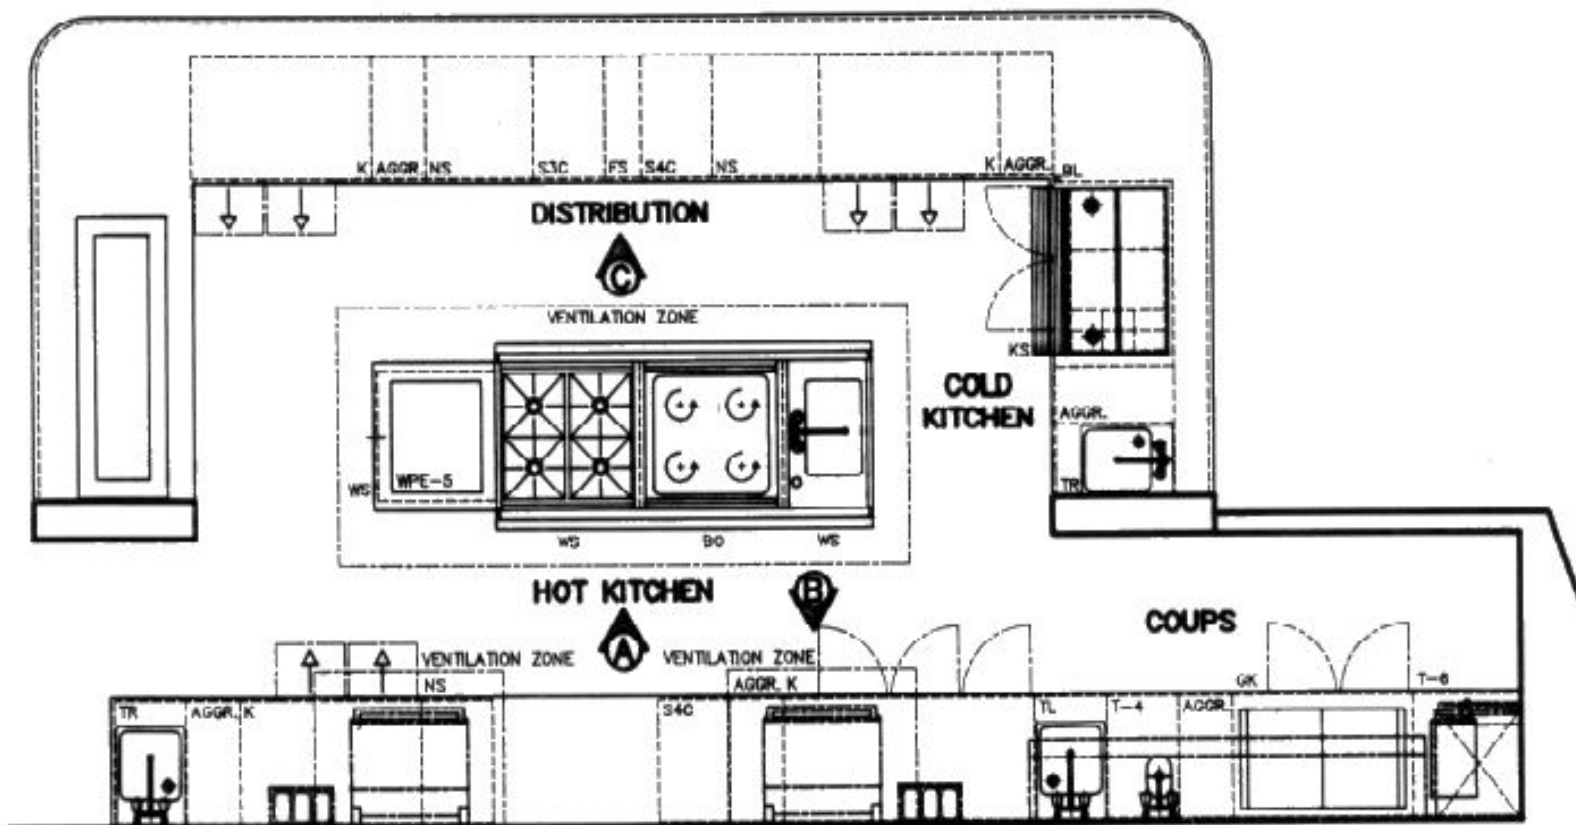 K AGGR. NS S3C FS S4C NS K AGGR. BL
DISTRIBUTION
C
VENTILATION ZONE
KS
COLD
KITCHEN
AGGR.
WPE-5
WS
TR
WS BO WS
HOT KITCHEN
B
COUPS
A
VENTILATION ZONE
VENTILATION ZONE
NS
AGGR. K
GK
T-6
TR
AGGR. K
S4C
TL
T-4
AGGR.